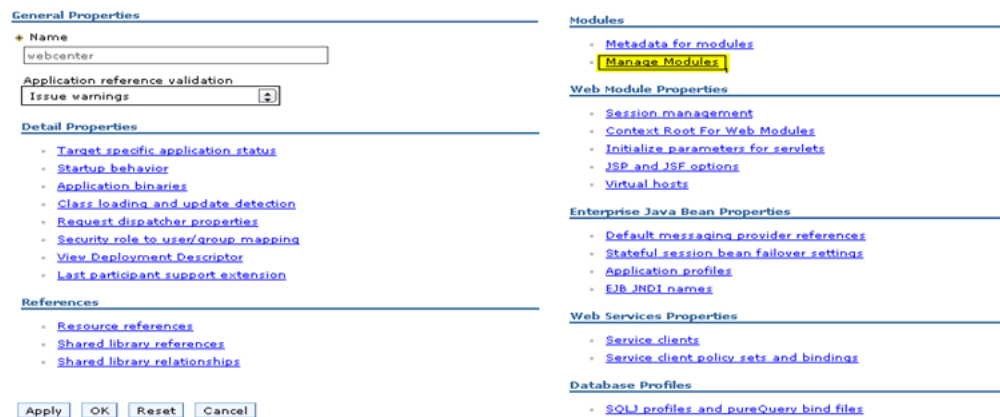 General Properties
Name
webcenter
Application reference validation
Issue warnings
Detail Properties
Target specific application status
Startup behavior
Application binaries
Class loading and update detection
Request dispatcher properties
Security role to user/group mapping
View Deployment Descriptor
Last participant support extension
References
Resource references
Shared library references
Shared library relationships
Apply OK Reset Cancel
Modules
Metadata for modules
Manage Modules
Web Module Properties
Session management
Context Root For Web Modules
Initialize parameters for servlets
JSP and JSF options
Virtual hosts
Enterprise Java Bean Properties
Default messaging provider references
Stateful session bean failover settings
Application profiles
EJB JNDI names
Web Services Properties
Service clients
Service client policy sets and bindings
Database Profiles
SQLJ profiles and pureQuery bind files